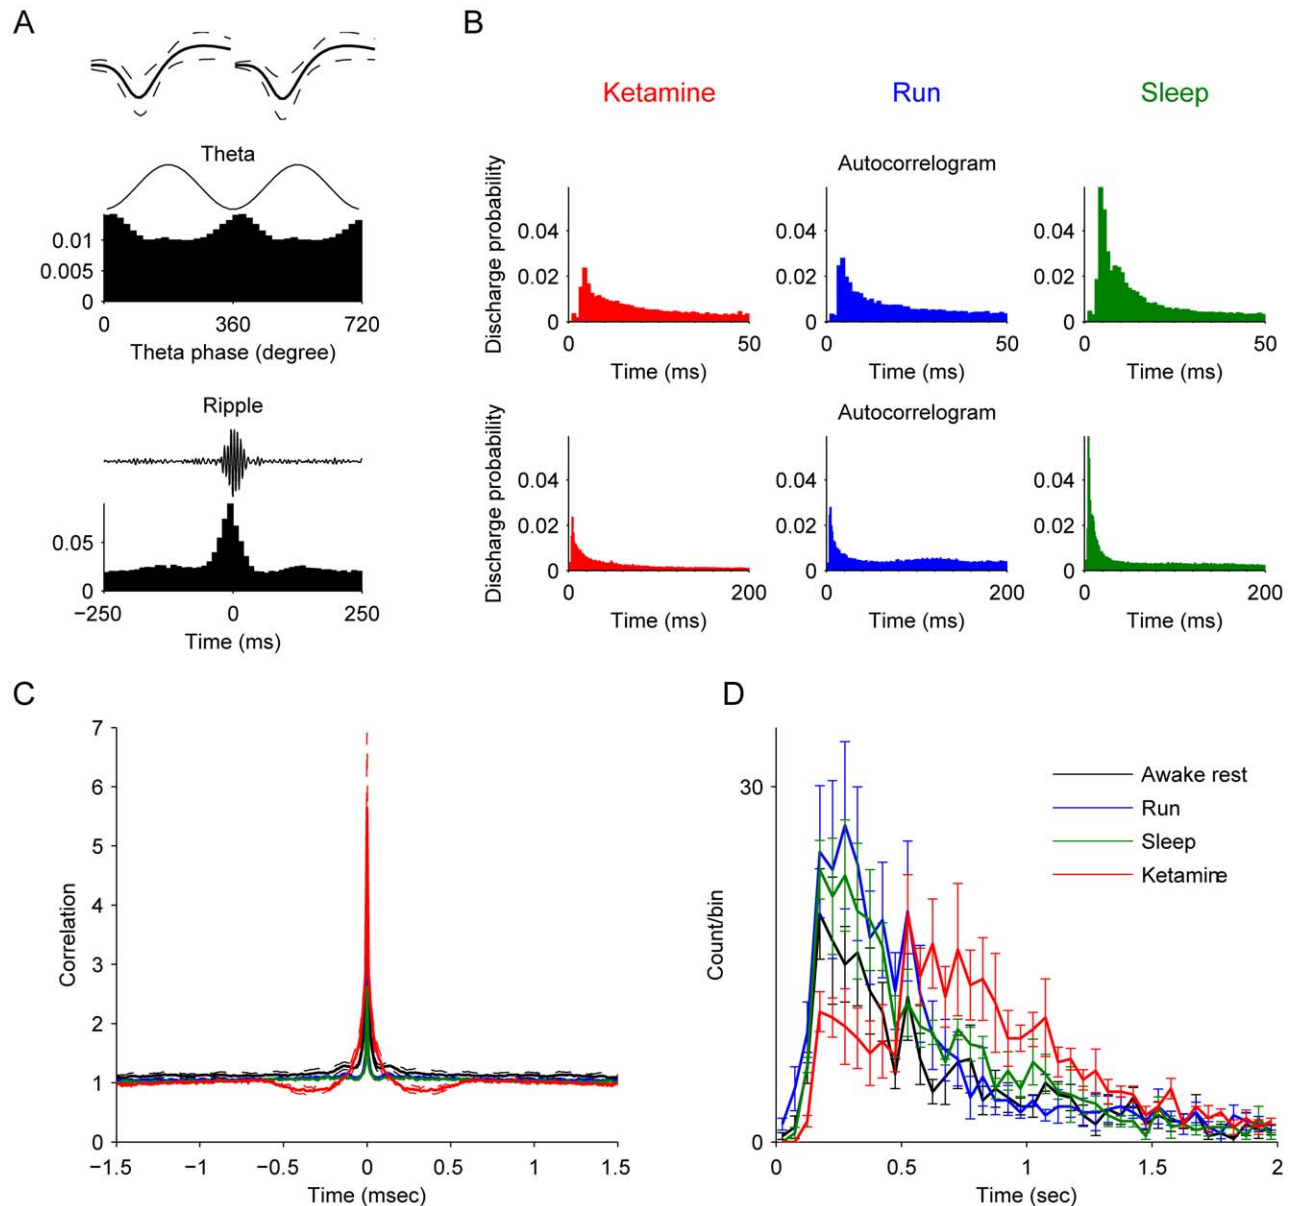 A
B
Ketamine
Run
Sleep
Theta
0.01
0.005
0
0
360
720
Theta phase (degree)
Ripple
0.05
0
−250
0
250
Time (ms)
Autocorrelogram
Discharge probability
0.04
0.02
0
0
50
Time (ms)
0.04
0.02
0
0
50
Time (ms)
0.04
0.02
0
0
50
Time (ms)
Autocorrelogram
Discharge probability
0.04
0.02
0
0
200
Time (ms)
0.04
0.02
0
0
200
Time (ms)
0.04
0.02
0
0
200
Time (ms)
C
7
6
5
4
3
2
1
0
Correlation
−1.5
−1
−0.5
0
0.5
1
1.5
Time (msec)
D
30
0
Count/bin
Awake rest
Run
Sleep
Ketamine
0
0.5
1
1.5
2
Time (sec)